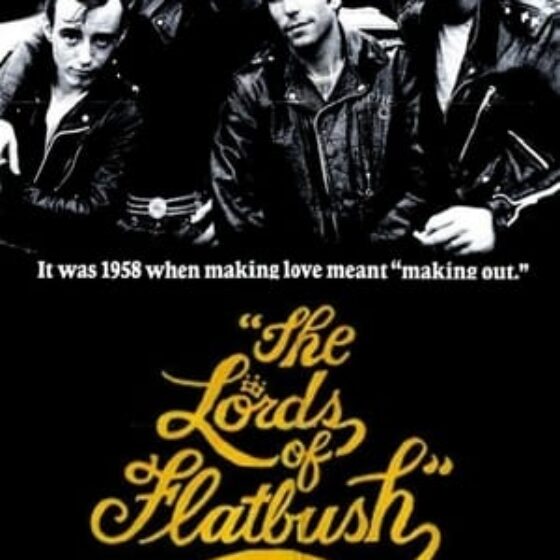 It was 1958 when making love meant “making out.”
“The
Lords
of
Flatbush”